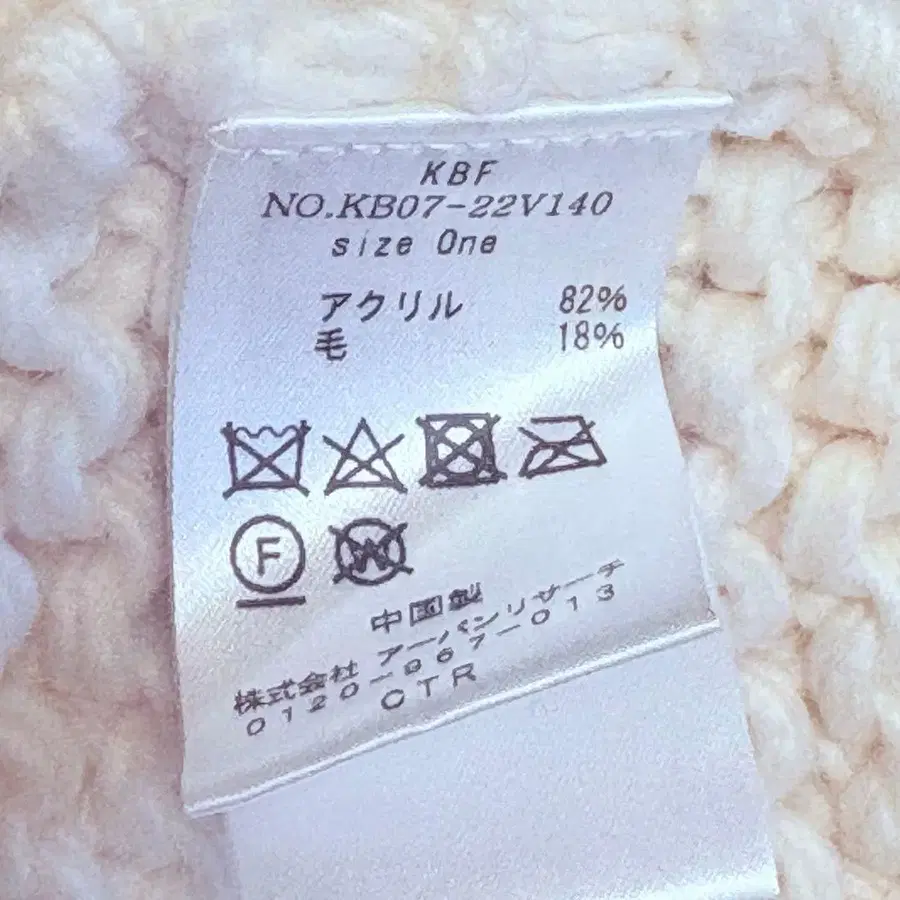 KBF
NO.KB07-22V140
size One
アクリル 82%
毛 18%
F
W
中国製
株式会社 アーバンリサーチ
0120-867-013
CTR